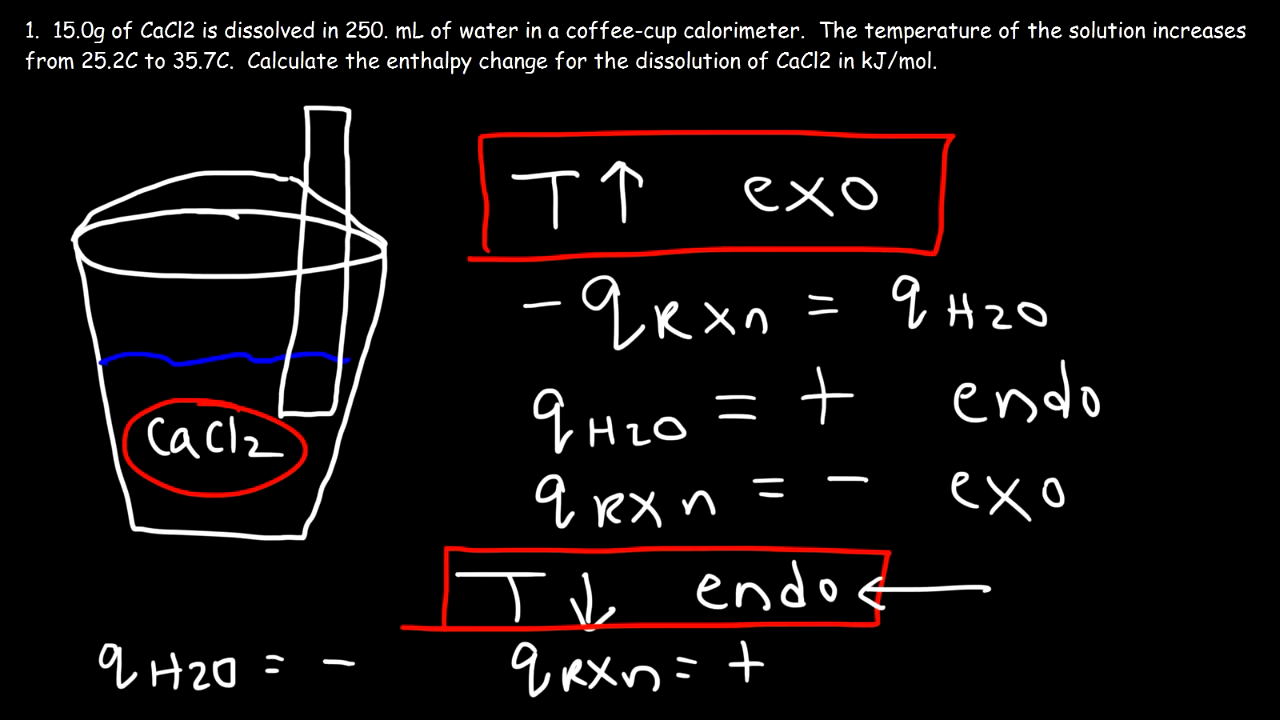 1. 15.0g of CaCl2 is dissolved in 250. mL of water in a coffee-cup calorimeter. The temperature of the solution increases
from 25.2C to 35.7C. Calculate the enthalpy change for the dissolution of CaCl2 in kJ/mol.
T↑ exo
-qRxn = qH2O
qH2O = + endo
CaCl2
qRxn = - exo
T↓ endo ←
qH2O = - qRxn = +